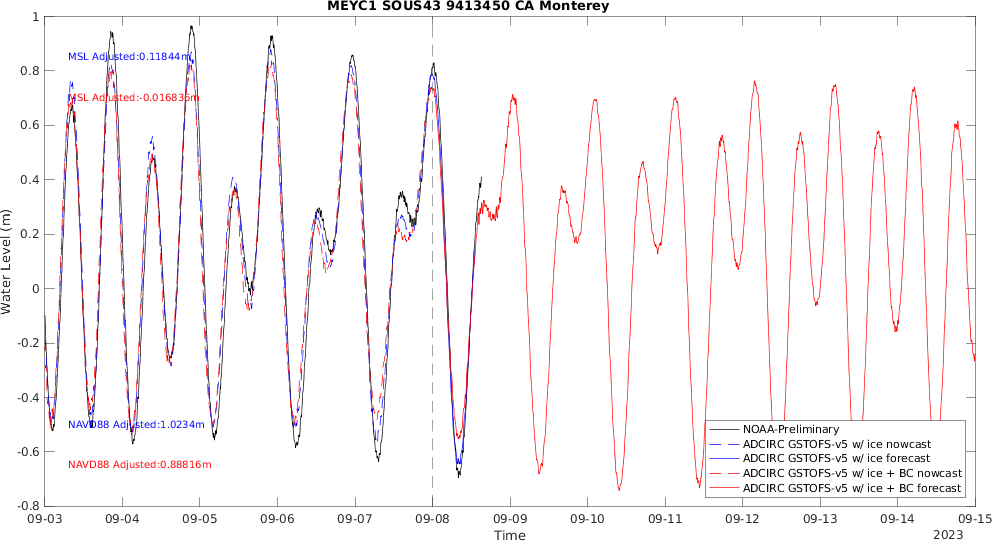 MEYC1 SOUS43 9413450 CA Monterey
1
0.8
0.6
0.4
0.2
0
-0.2
-0.4
-0.6
-0.8
Water Level (m)
MSL Adjusted:0.11844m
MSL Adjusted:-0.016836m
NAVD88 Adjusted:1.0234m
NAVD88 Adjusted:0.88816m
NOAA-Preliminary
ADCIRC GSTOFS-v5 w/ ice nowcast
ADCIRC GSTOFS-v5 w/ ice forecast
ADCIRC GSTOFS-v5 w/ ice + BC nowcast
ADCIRC GSTOFS-v5 w/ ice + BC forecast
09-03 09-04 09-05 09-06 09-07 09-08 09-09 09-10 09-11 09-12 09-13 09-14 09-15
Time
2023